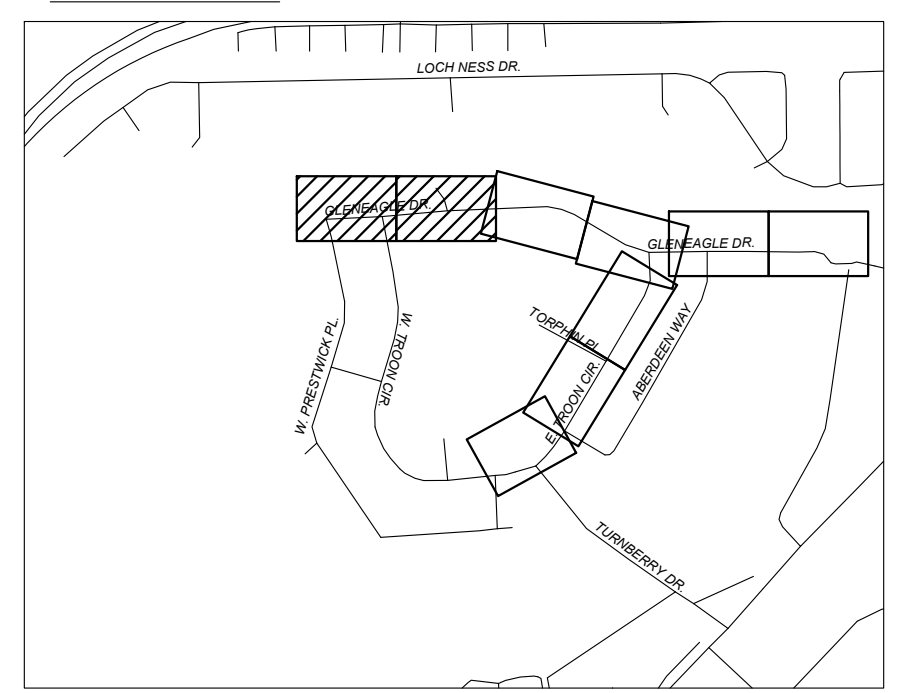 LOCH NESS DR.
GLENEAGLE DR.
GLENEAGLE DR.
TORPHIN PL.
ABERDEEN WAY
W. PRESTWICK PL.
W. TROON CIR.
E. TROON CIR.
TURNBERRY DR.